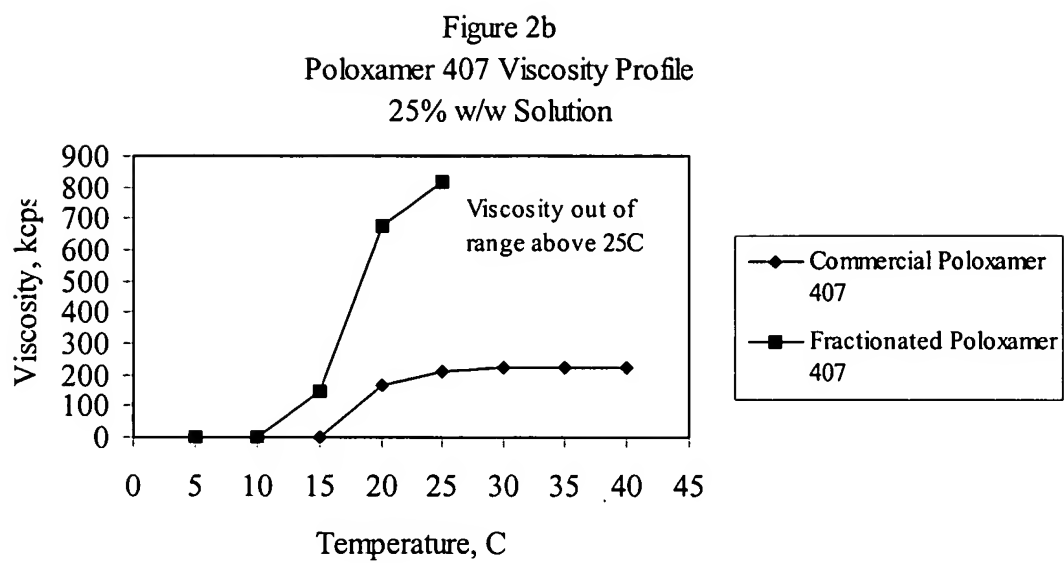 Figure 2b
Poloxamer 407 Viscosity Profile
25% w/w Solution
900
800
700
600
500
400
300
200
100
0
Viscosity, kcps
Viscosity out of
range above 25C
0 5 10 15 20 25 30 35 40 45
Temperature, C
Commercial Poloxamer
407
Fractionated Poloxamer
407